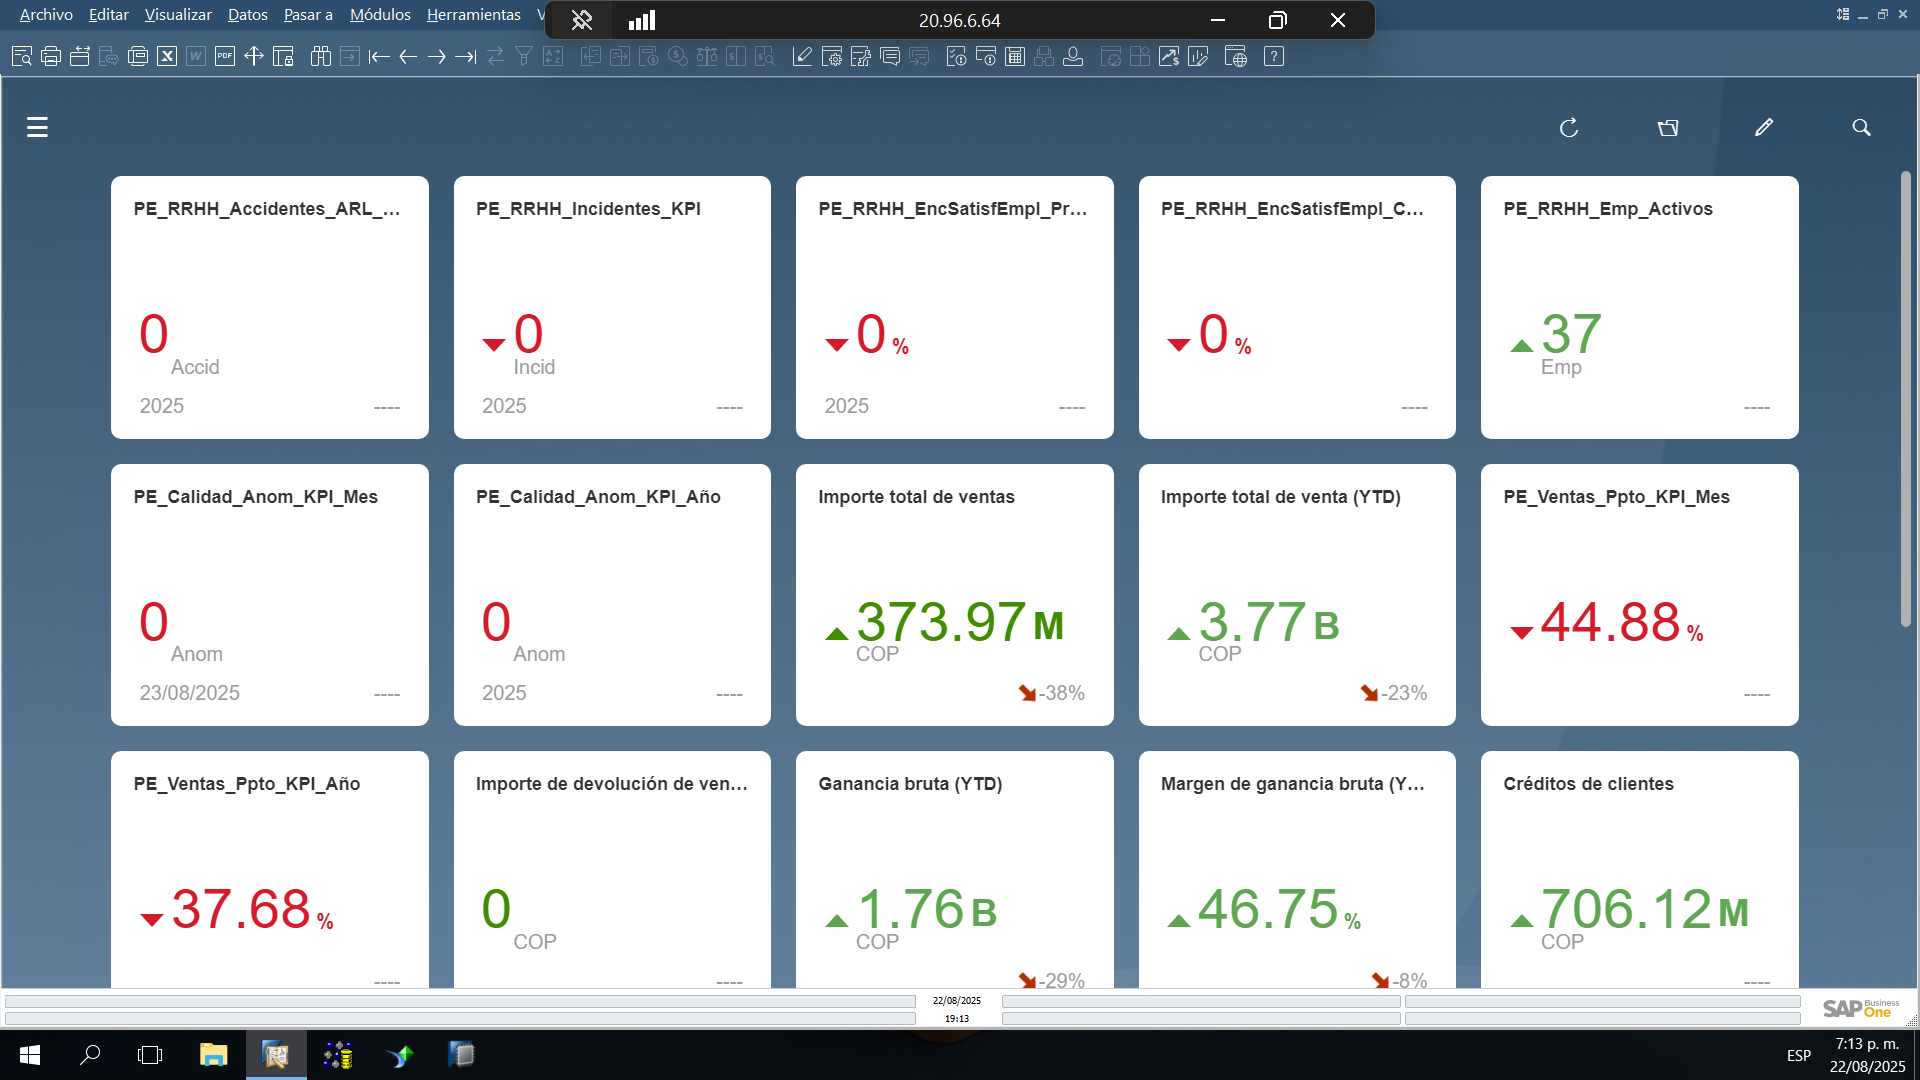 Archivo Editar Visualizar Datos Pasar a Módulos Herramientas V
20.96.6.64
PE_RRHH_Accidentes_ARL_...
0
Accid
2025 ----
PE_RRHH_Incidentes_KPI
0
Incid
2025 ----
PE_RRHH_EncSatisfEmpl_Pr...
0 %
2025 ----
PE_RRHH_EncSatisfEmpl_C...
0 %
----
PE_RRHH_Emp_Activos
37
Emp
----
PE_Calidad_Anom_KPI_Mes
0
Anom
23/08/2025 ----
PE_Calidad_Anom_KPI_Año
0
Anom
2025 ----
Importe total de ventas
373.97 M
COP
-38%
Importe total de venta (YTD)
3.77 B
COP
-23%
PE_Ventas_Ppto_KPI_Mes
44.88 %
----
PE_Ventas_Ppto_KPI_Año
37.68 %
----
Importe de devolución de ven...
0
COP
----
Ganancia bruta (YTD)
1.76 B
COP
-29%
Margen de ganancia bruta (Y...
46.75 %
-8%
Créditos de clientes
706.12 M
COP
----
22/08/2025
19:13
SAP Business One
ESP
7:13 p. m.
22/08/2025